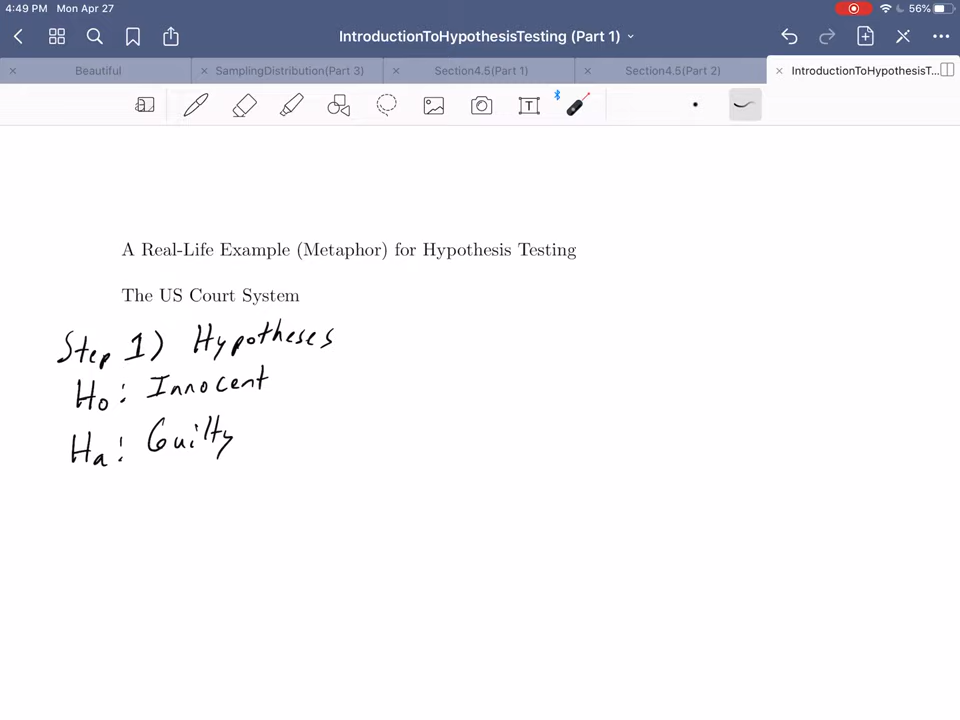 4:49 PM Mon Apr 27
56%
IntroductionToHypothesisTesting (Part 1)
Beautiful
SamplingDistribution(Part 3)
Section4.5(Part 1)
Section4.5(Part 2)
IntroductionToHypothesisT...
A Real-Life Example (Metaphor) for Hypothesis Testing
The US Court System
Step 1) Hypotheses
H₀: Innocent
Hₐ: Guilty